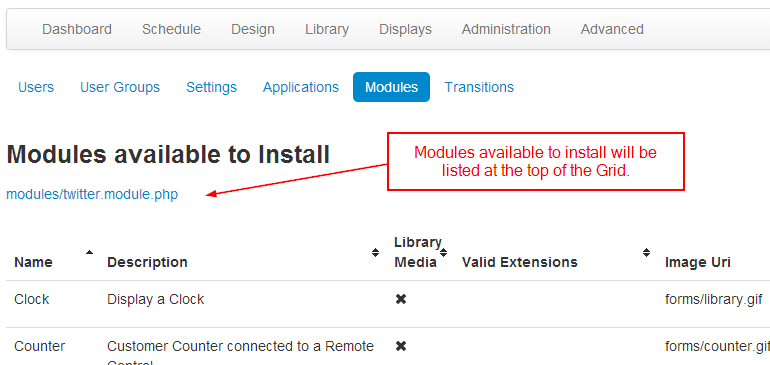 Dashboard Schedule Design Library Displays Administration Advanced
Users User Groups Settings Applications Modules Transitions
Modules available to Install
Modules available to install will be
listed at the top of the Grid.
modules/twitter.module.php
Name Description Library Media Valid Extensions Image Uri
Clock Display a Clock forms/library.gif
Counter Customer Counter connected to a Remote forms/counter.gif
Control